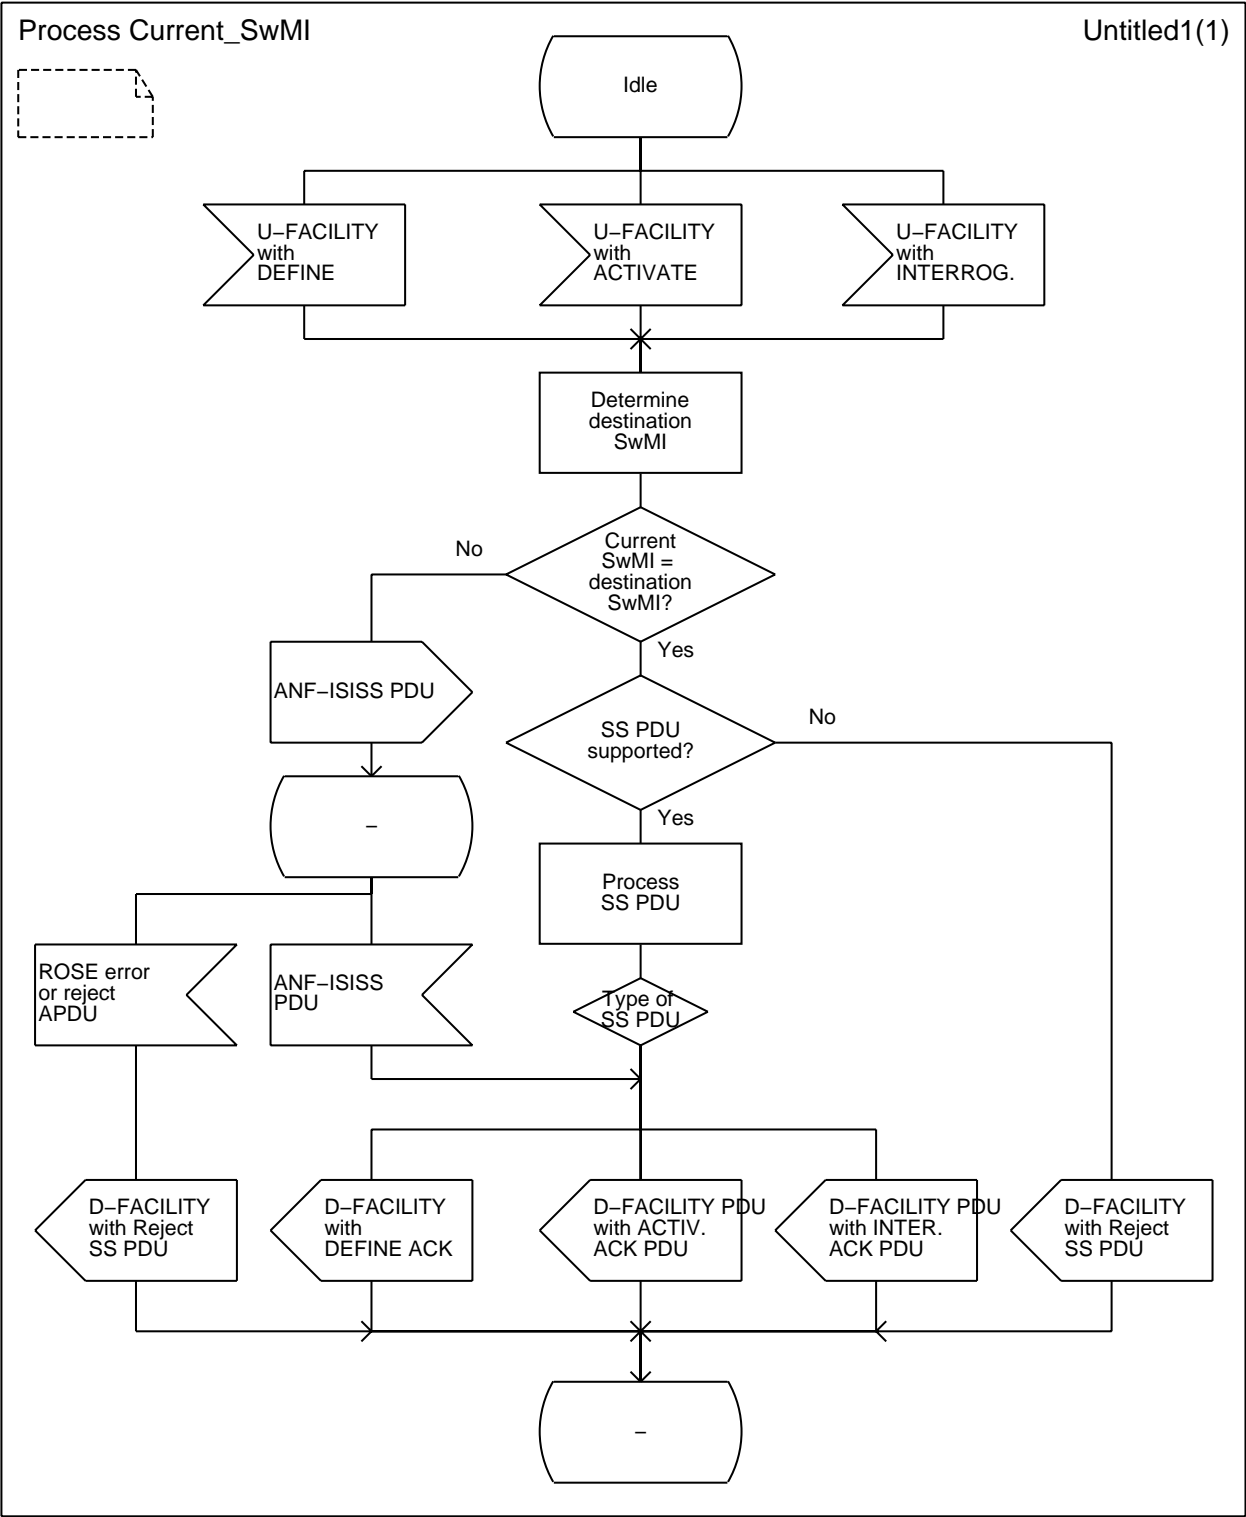 Process Current_SwMI
Untitled1(1)
Idle
U−FACILITY
with
DEFINE
U−FACILITY
with
ACTIVATE
U−FACILITY
with
INTERROG.
Determine
destination
SwMI
Current
SwMI =
destination
SwMI?
No
Yes
ANF−ISISS PDU
SS PDU
supported?
No
Yes
−
Process
SS PDU
ROSE error
or reject
APDU
ANF−ISISS
PDU
Type of
SS PDU
D−FACILITY
with Reject
SS PDU
D−FACILITY
with
DEFINE ACK
D−FACILITY PDU
with ACTIV.
ACK PDU
D−FACILITY PDU
with INTER.
ACK PDU
D−FACILITY
with Reject
SS PDU
−